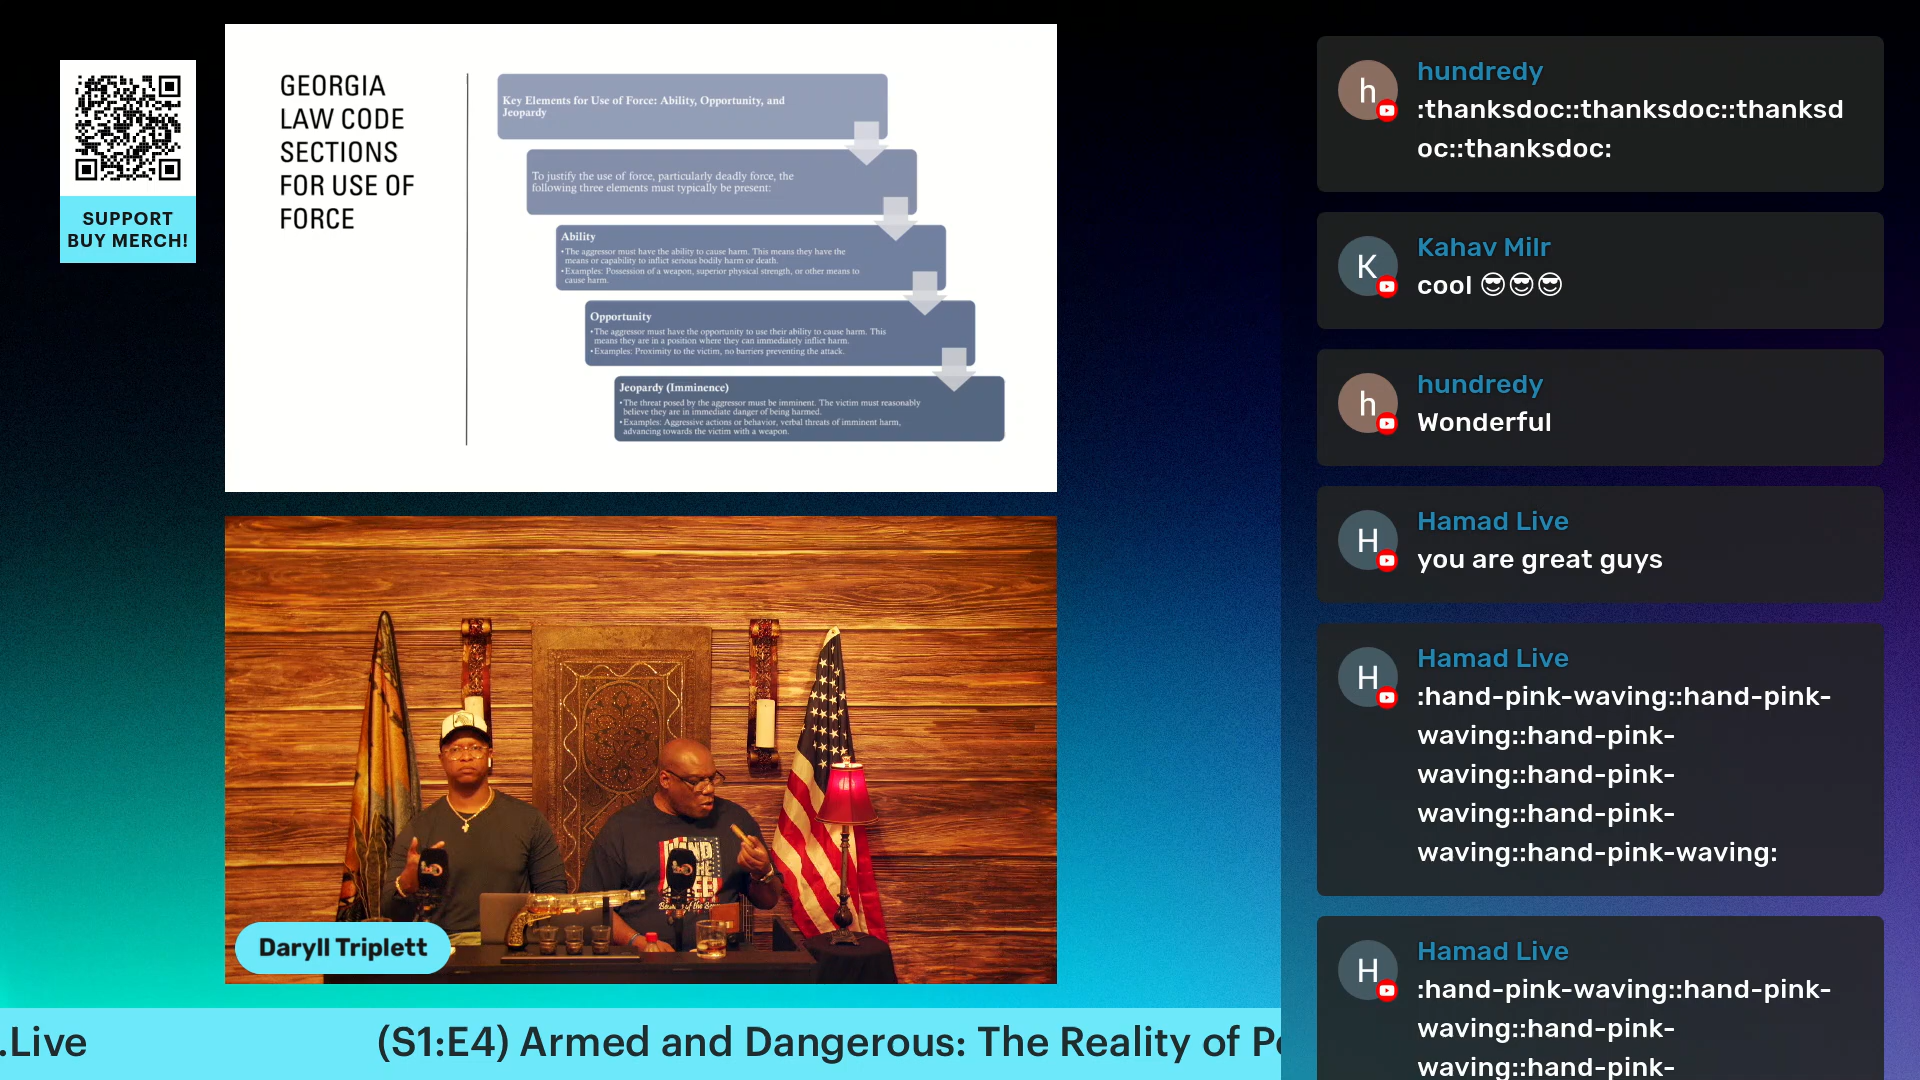 SUPPORT
BUY MERCH!
GEORGIA
LAW CODE
SECTIONS
FOR USE OF
FORCE
Key Elements for Use of Force: Ability, Opportunity, and
Jeopardy
To justify the use of force, particularly deadly force, the
following three elements must typically be present:
Ability
•The aggressor must have the ability to cause harm. This means they have the
means or capability to inflict serious bodily harm or death.
•Examples: Possession of a weapon, superior physical strength, or other means to
cause harm.
Opportunity
•The aggressor must have the opportunity to use their ability to cause harm. This
means they are in a position where they can immediately inflict harm.
•Examples: Proximity to the victim, no barriers preventing the attack.
Jeopardy (Imminence)
•The threat posed by the aggressor must be imminent. The victim must reasonably
believe they are in immediate danger of being harmed.
•Examples: Aggressive actions or behavior, verbal threats of imminent harm,
advancing towards the victim with a weapon.
Daryll Triplett
.Live (S1:E4) Armed and Dangerous: The Reality of
h
hundredy
:thanksdoc::thanksdoc::thanksd
oc::thanksdoc:
K
Kahav Milr
cool 😎😎😎
h
hundredy
Wonderful
H
Hamad Live
you are great guys
H
Hamad Live
:hand-pink-waving::hand-pink-
waving::hand-pink-
waving::hand-pink-
waving::hand-pink-
waving::hand-pink-waving:
H
Hamad Live
:hand-pink-waving::hand-pink-
waving::hand-pink-
waving::hand-pink-